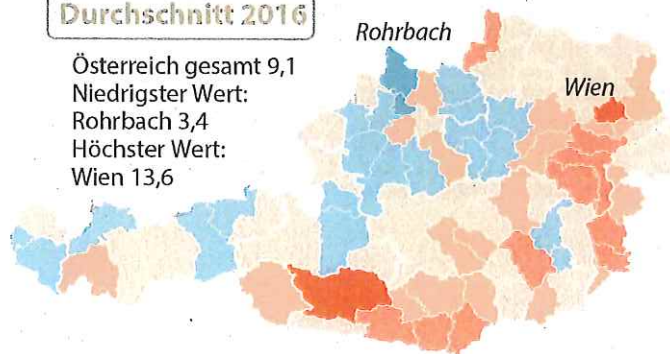 Durchschnitt 2016
Rohrbach
Österreich gesamt 9,1
Niedrigster Wert:
Rohrbach 3,4
Höchster Wert:
Wien 13,6
Wien